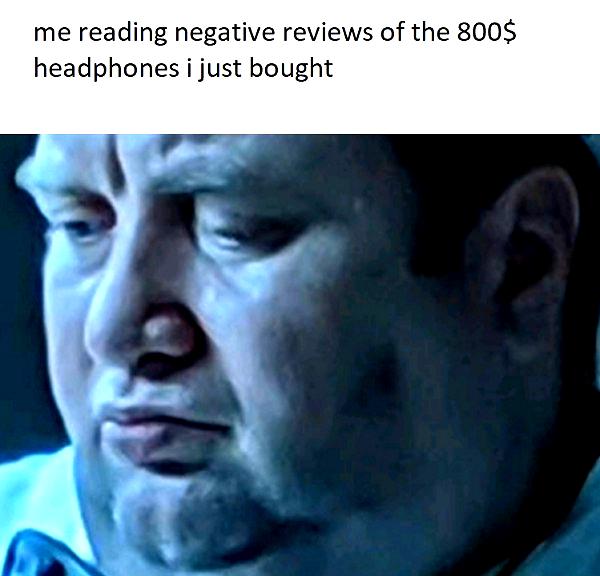 me reading negative reviews of the 800$
headphones i just bought